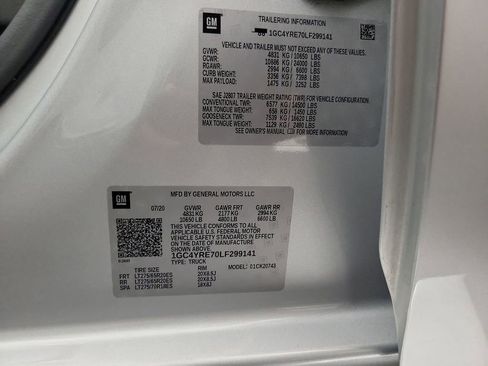 GM
TRAILERING INFORMATION
1GC4YRE70LF299141
VEHICLE AND TRAILER MUST NOT EXCEED ANY OF THE FOLLOWING
GVWR: 4831 KG / 10650 LBS
GCWR: 10886 KG / 24000 LBS
RGAWR: 2994 KG / 6600 LBS
CURB: 3356 KG / 7398 LBS
MAX PAYLOAD: 1475 KG / 3252 LBS
SAE J2807 TRAILER WEIGHT RATING (TWR) FOR VEHICLE CONFIGURATION.
CONVENTIONAL TWR: 6577 KG / 14500 LBS
MAX TONGUE WEIGHT: 658 KG / 1450 LBS
GOOSENECK TWR: 7539 KG / 16620 LBS
MAX TONGUE WEIGHT: 1129 KG / 2490 LBS
SEE OWNER'S MANUAL FOR MORE INFORMATION
GM
MFD BY GENERAL MOTORS LLC
07/20 GVWR GAWR FRT GAWR RR
4831 KG 2177 KG 2994 KG
10650 LB 4800 LB 6600 LB
THIS VEHICLE CONFORMS TO ALL
APPLICABLE U.S. FEDERAL MOTOR
VEHICLE SAFETY STANDARDS IN EFFECT
ON THE DATE OF MANUFACTURE
SHOWN ABOVE.
1GC4YRE70LF299141
TYPE: TRUCK
MODEL: 01CK20743
TIRE SIZE RIM
FRT LT275/65R20ES 20X8.5J
RR LT275/65R20ES 20X8.5J
SPA LT275/70R18ES 18X8J